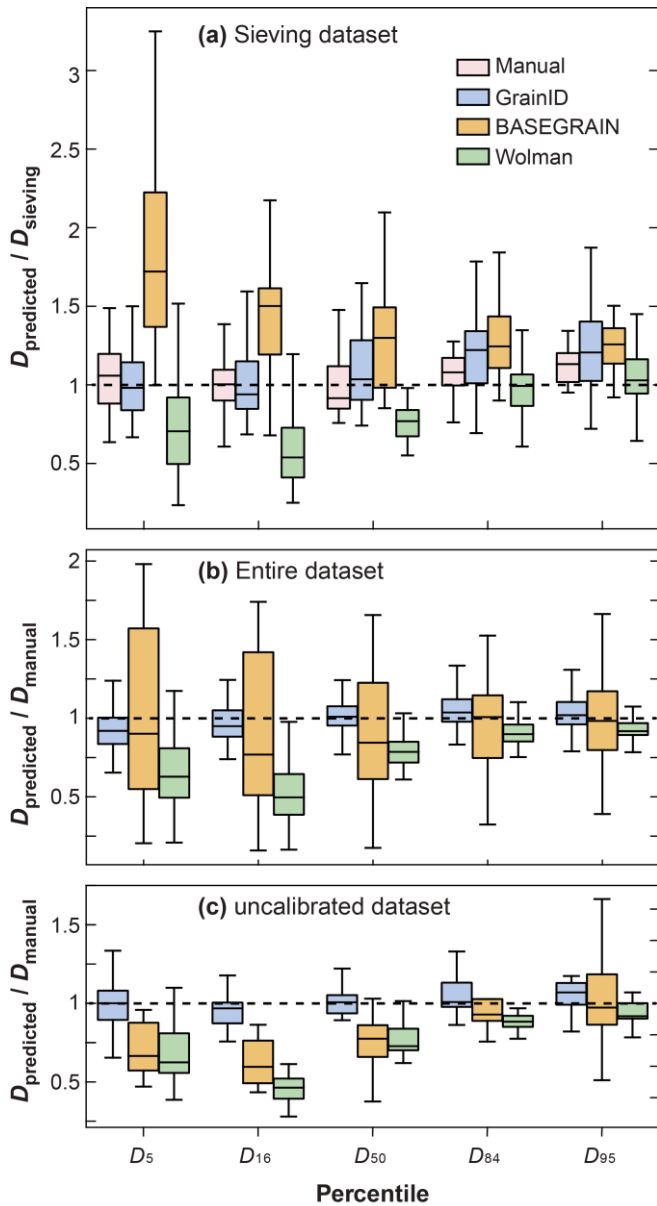 (a) Sieving dataset
Manual
GrainID
BASEGRAIN
Wolman
3
2.5
2
1.5
1
0.5
Dpredicted / Dsieving
(b) Entire dataset
2
1.5
1
0.5
Dpredicted / Dmanual
(c) uncalibrated dataset
1.5
1
0.5
Dpredicted / Dmanual
D5 D16 D50 D84 D95
Percentile